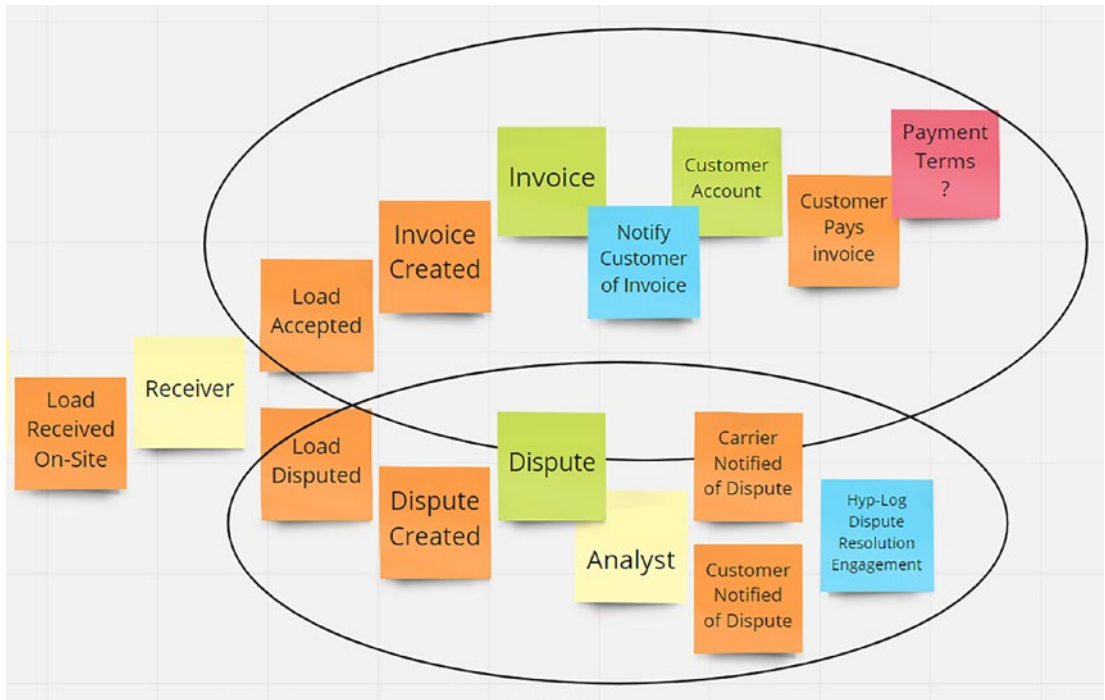 Load
Received
On-Site
Receiver
Load
Accepted
Invoice
Created
Invoice
Notify
Customer
of Invoice
Customer
Account
Customer
Pays
invoice
Payment
Terms
?
Load
Disputed
Dispute
Created
Dispute
Analyst
Carrier
Notified
of Dispute
Customer
Notified
of Dispute
Hyp-Log
Dispute
Resolution
Engagement